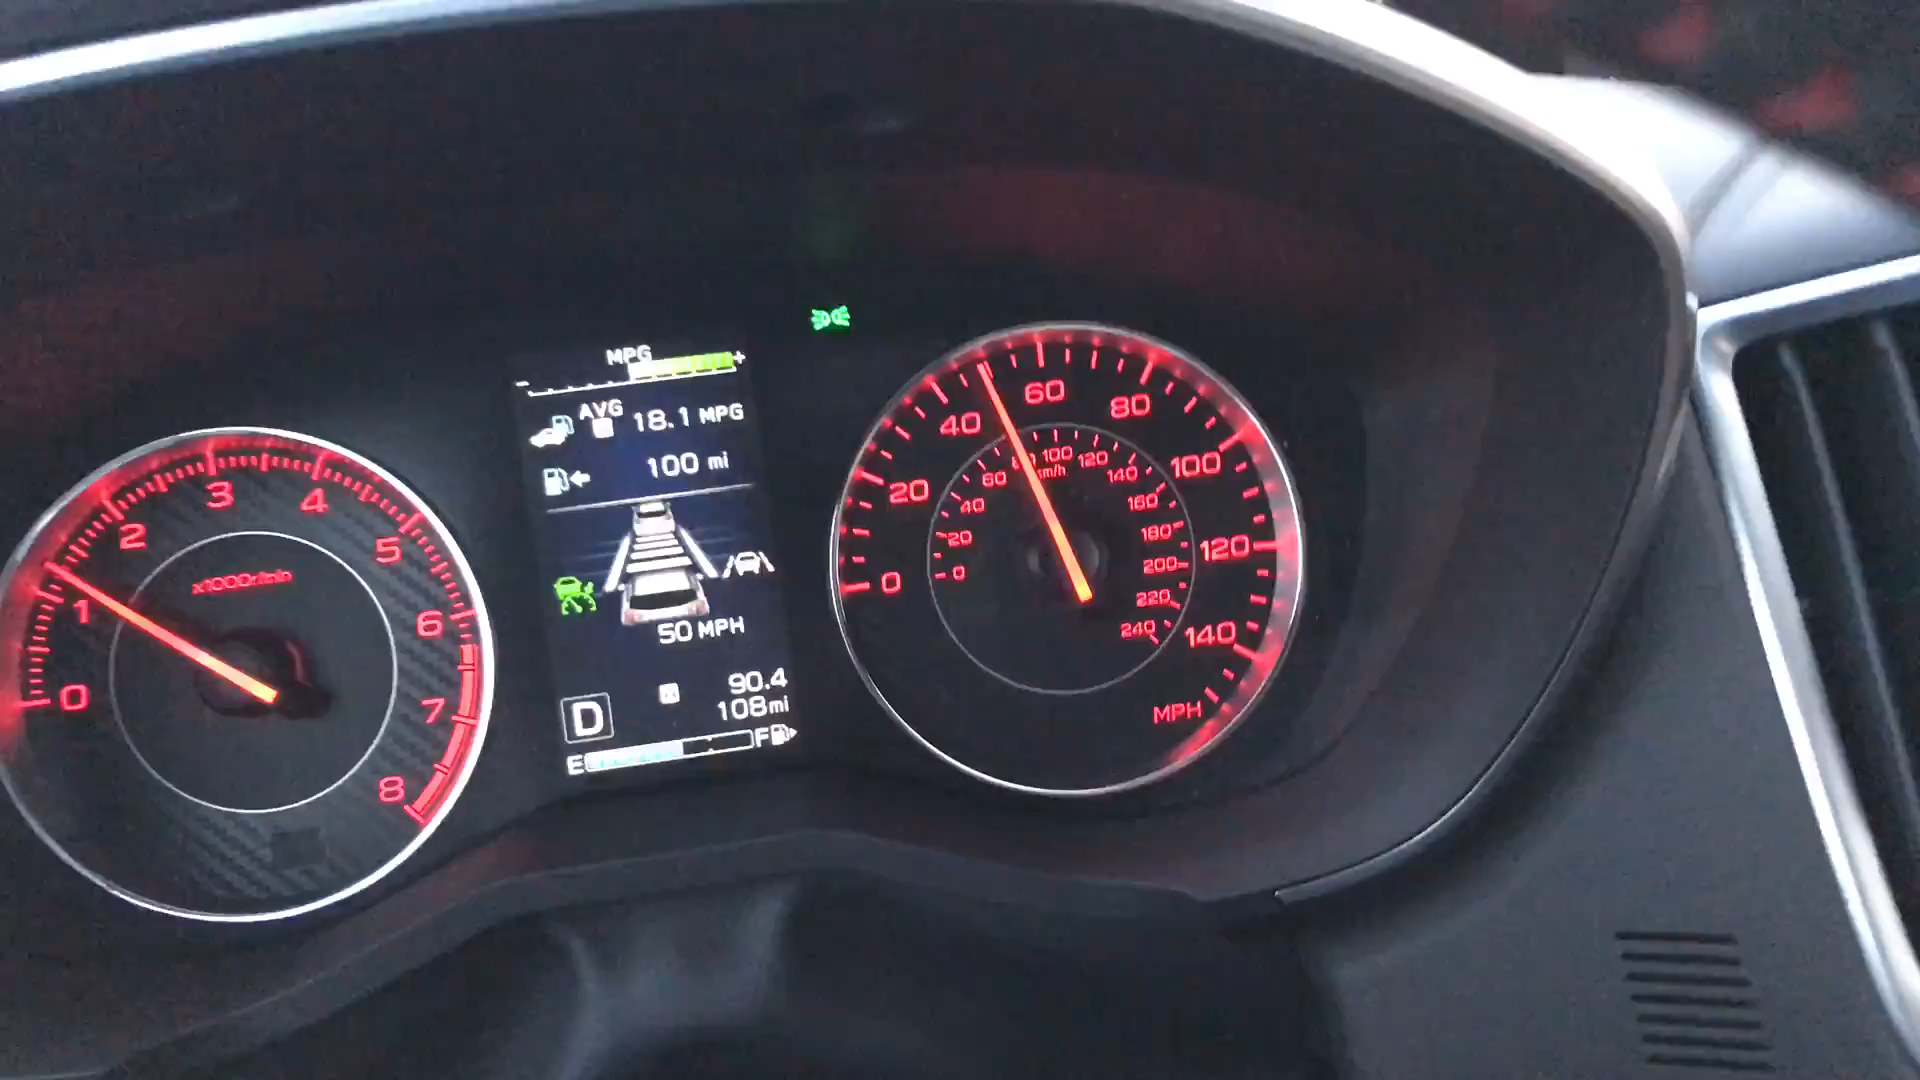 MPG
- +
AVG
A 18.1 MPG
100 mi
50 MPH
A 90.4
108mi
D
E F
0
1
2
3
4
5
6
7
8
x1000r/min
0
20
40
60
80
100
120
140
MPH
0
20
40
60
80
100
120
140
160
180
200
220
240
km/h